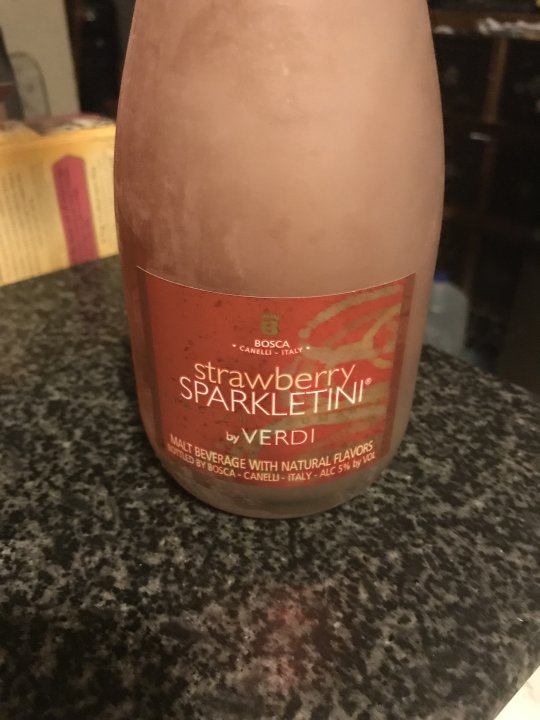 BOSCA
• CANELLI - ITALY •
strawberry
SPARKLETINI®
by VERDI
MALT BEVERAGE WITH NATURAL FLAVORS
BOTTLED BY BOSCA - CANELLI - ITALY - ALC 5% by VOL